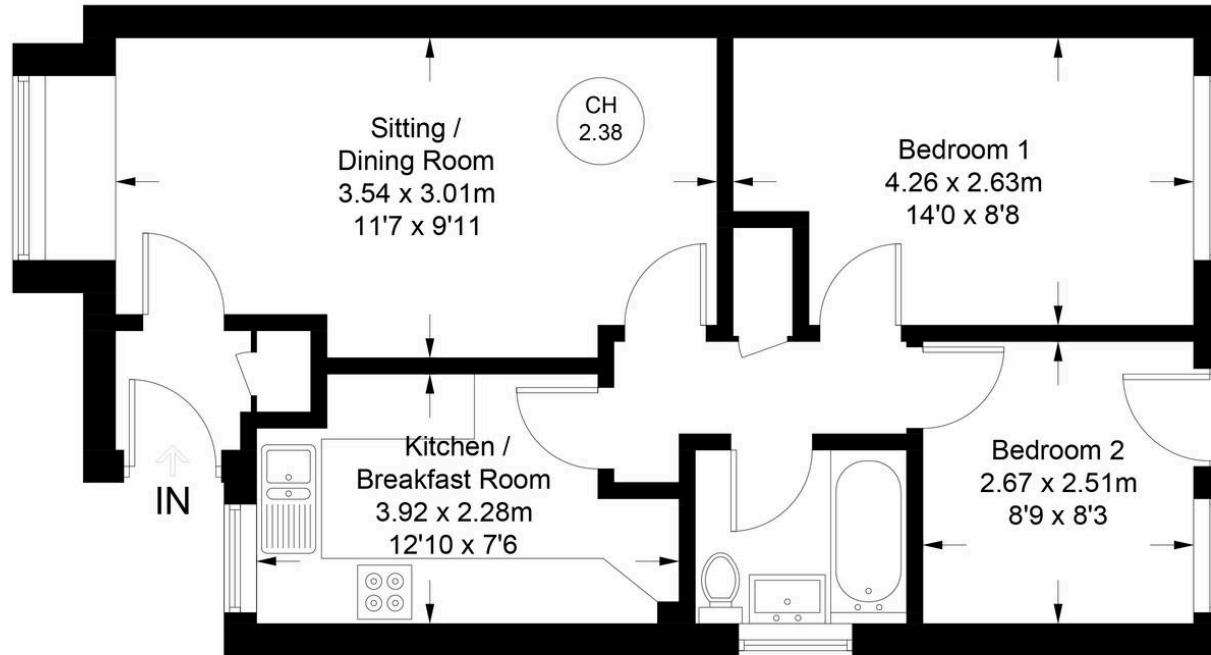 Sitting /
Dining Room
3.54 x 3.01m
11'7 x 9'11
CH
2.38
Bedroom 1
4.26 x 2.63m
14'0 x 8'8
IN
Kitchen /
Breakfast Room
3.92 x 2.28m
12'10 x 7'6
Bedroom 2
2.67 x 2.51m
8'9 x 8'3